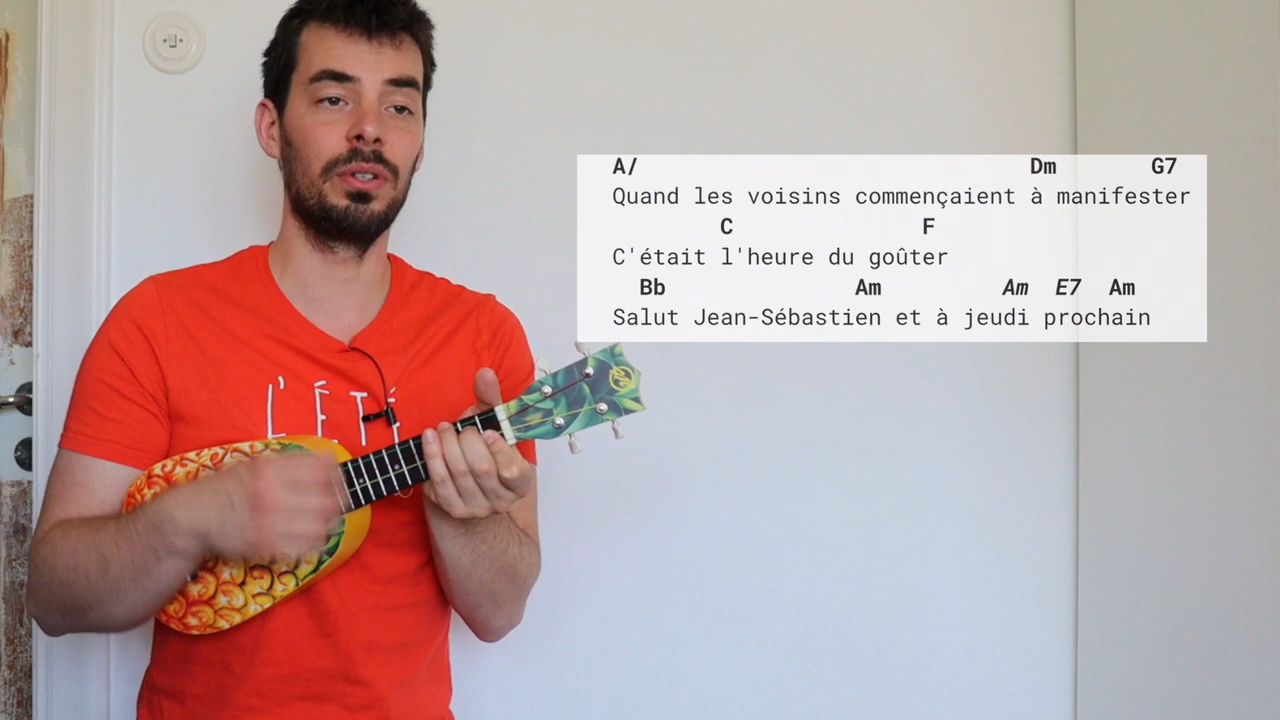 A/ Dm G7
Quand les voisins commençaient à manifester
C F
C'était l'heure du goûter
Bb Am Am E7 Am
Salut Jean-Sébastien et à jeudi prochain
L'ÉTÉ